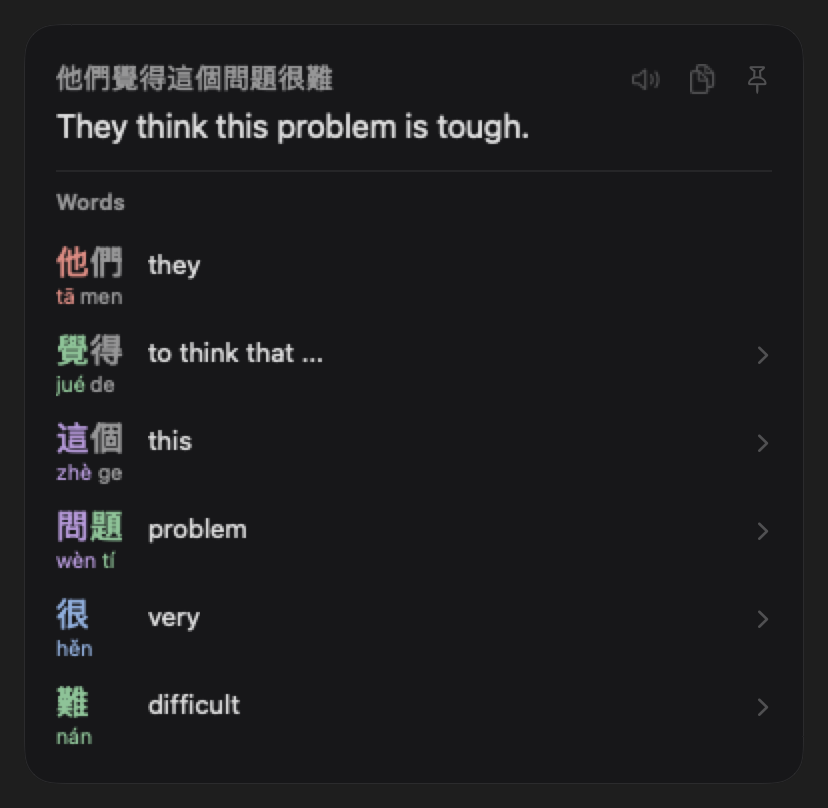 他們覺得這個問題很難
They think this problem is tough.
Words
他們 they
tā men
覺得 to think that ...
jué de
這個 this
zhè ge
問題 problem
wèn tí
很 very
hěn
難 difficult
nán